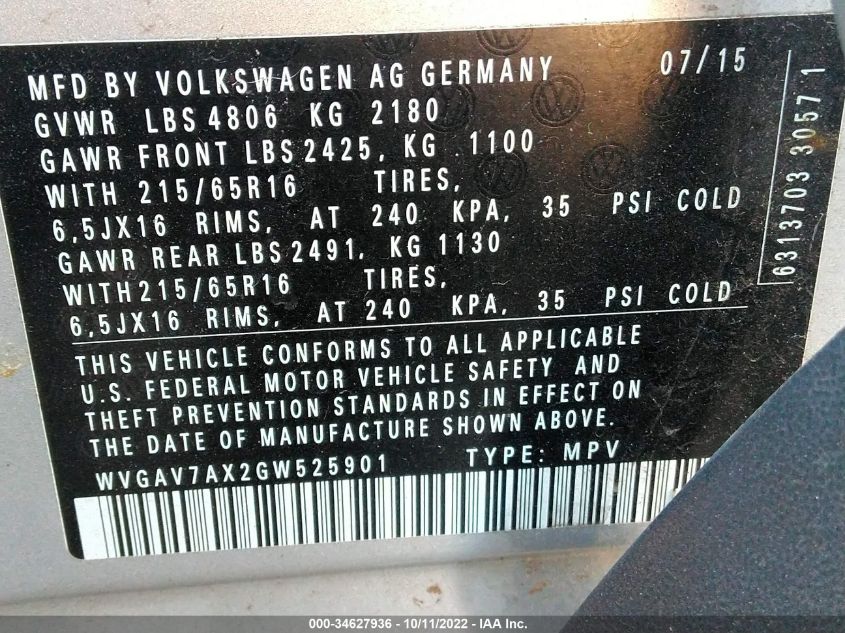 MFD BY VOLKSWAGEN AG GERMANY 07/15
GVWR LBS 4806 KG 2180
GAWR FRONT LBS 2425, KG 1100
WITH 215/65R16 TIRES,
6,5JX16 RIMS, AT 240 KPA, 35 PSI COLD
GAWR REAR LBS 2491, KG 1130
WITH 215/65R16 TIRES,
6,5JX16 RIMS, AT 240 KPA, 35 PSI COLD
THIS VEHICLE CONFORMS TO ALL APPLICABLE
U.S. FEDERAL MOTOR VEHICLE SAFETY AND
THEFT PREVENTION STANDARDS IN EFFECT ON
THE DATE OF MANUFACTURE SHOWN ABOVE.
WVGAV7AX2GW525901 TYPE: MPV
6313703 3057 1
000-34627936 - 10/11/2022 - IAA Inc.